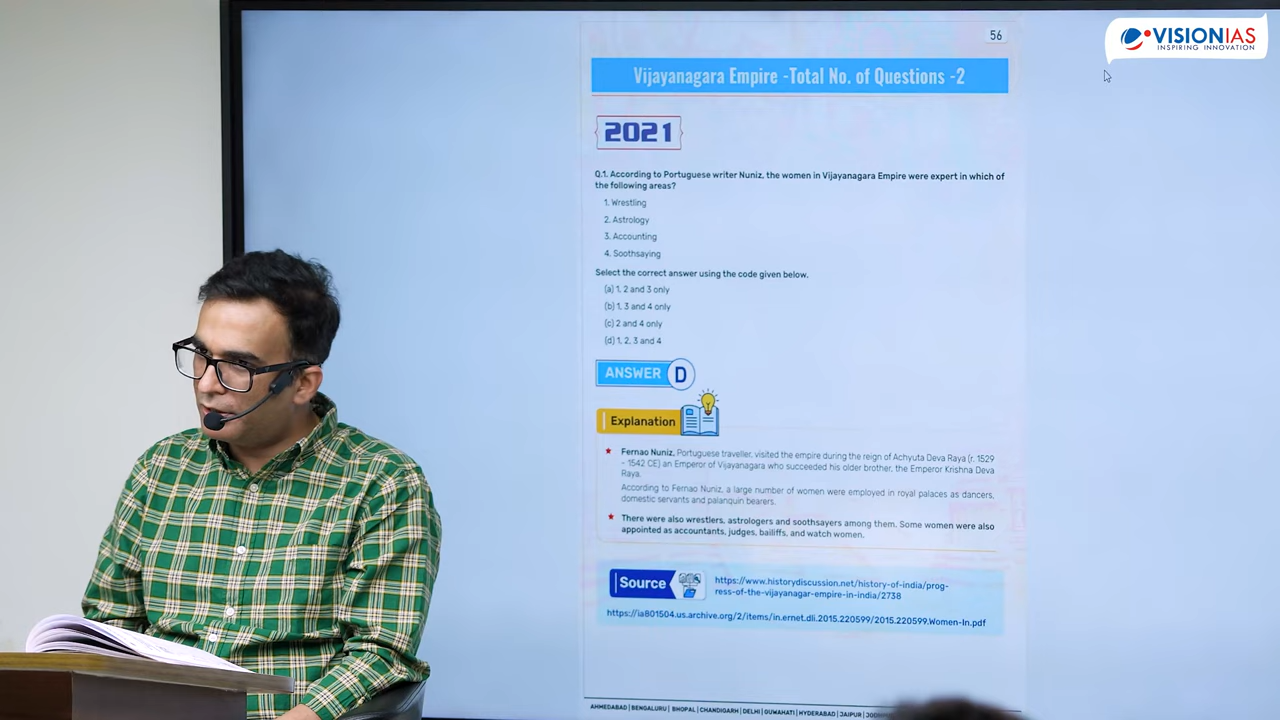 56
VISIONIAS
INSPIRING INNOVATION
Vijayanagara Empire -Total No. of Questions -2
2021
Q.1. According to Portuguese writer Nuniz, the women in Vijayanagara Empire were expert in which of
the following areas?
1. Wrestling
2. Astrology
3. Accounting
4. Soothsaying
Select the correct answer using the code given below.
(a) 1, 2 and 3 only
(b) 1, 3 and 4 only
(c) 2 and 4 only
(d) 1, 2, 3 and 4
ANSWER D
Explanation
Fernao Nuniz, Portuguese traveller, visited the empire during the reign of Achyuta Deva Raya (r. 1529
- 1542 CE) an Emperor of Vijayanagara who succeeded his older brother, the Emperor Krishna Deva
Raya.
According to Fernao Nuniz, a large number of women were employed in royal palaces as dancers,
domestic servants and palanquin bearers.
There were also wrestlers, astrologers and soothsayers among them. Some women were also
appointed as accountants, judges, bailiffs, and watch women.
Source
https://www.historydiscussion.net/history-of-india/prog-
ress-of-the-vijayanagar-empire-in-india/2738
https://ia801504.us.archive.org/2/items/in.ernet.dli.2015.220599/2015.220599.Women-In.pdf
AHMEDABAD | BENGALURU | BHOPAL | CHANDIGARH | DELHI | GUWAHATI | HYDERABAD | JAIPUR |